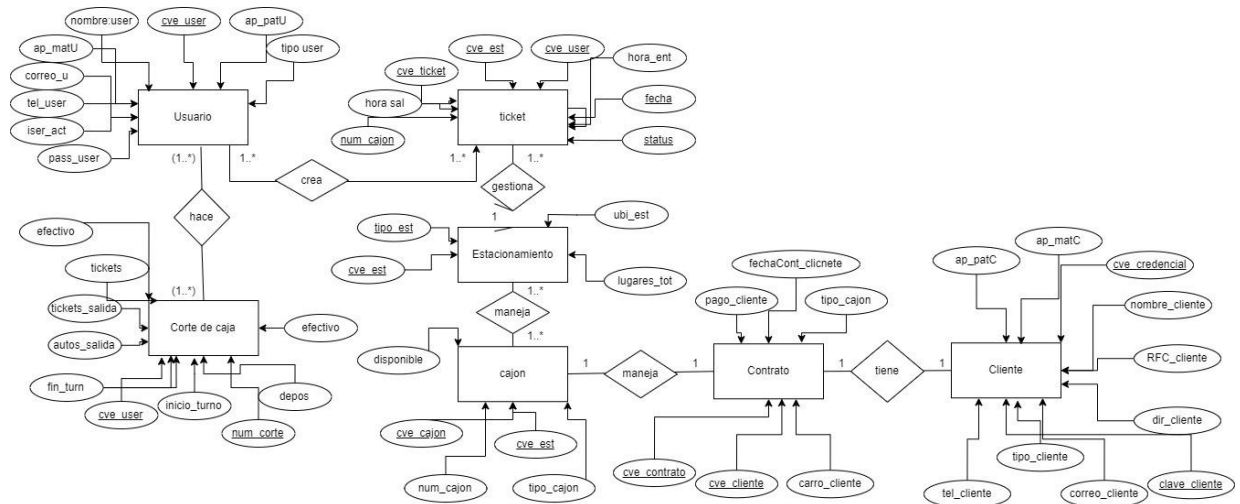 nombre:user
cve_user
ap_patU
ap_matU
tipo user
correo_u
tel_user
iser_act
pass_user
Usuario
cve_est
cve_user
hora_ent
cve_ticket
hora sal
fecha
num_cajon
status
ticket
(1..*)
1..*
1..*
1..*
crea
gestiona
hace
1
efectivo
tickets
tickets_salida
autos_salida
(1..*)
Corte de caja
efectivo
fin_turn
cve_user
inicio_turno
depos
num_corte
tipo_est
ubi_est
Estacionamiento
cve_est
lugares_tot
1..*
maneja
1..*
disponible
cajon
cve_cajon
cve_est
num_cajon
tipo_cajon
1
maneja
1
fechaCont_clicnete
pago_cliente
tipo_cajon
Contrato
cve_contrato
cve_cliente
carro_cliente
1
tiene
1
ap_patC
ap_matC
cve_credencial
nombre_cliente
RFC_cliente
Cliente
dir_cliente
tipo_cliente
tel_cliente
correo_cliente
clave_cliente